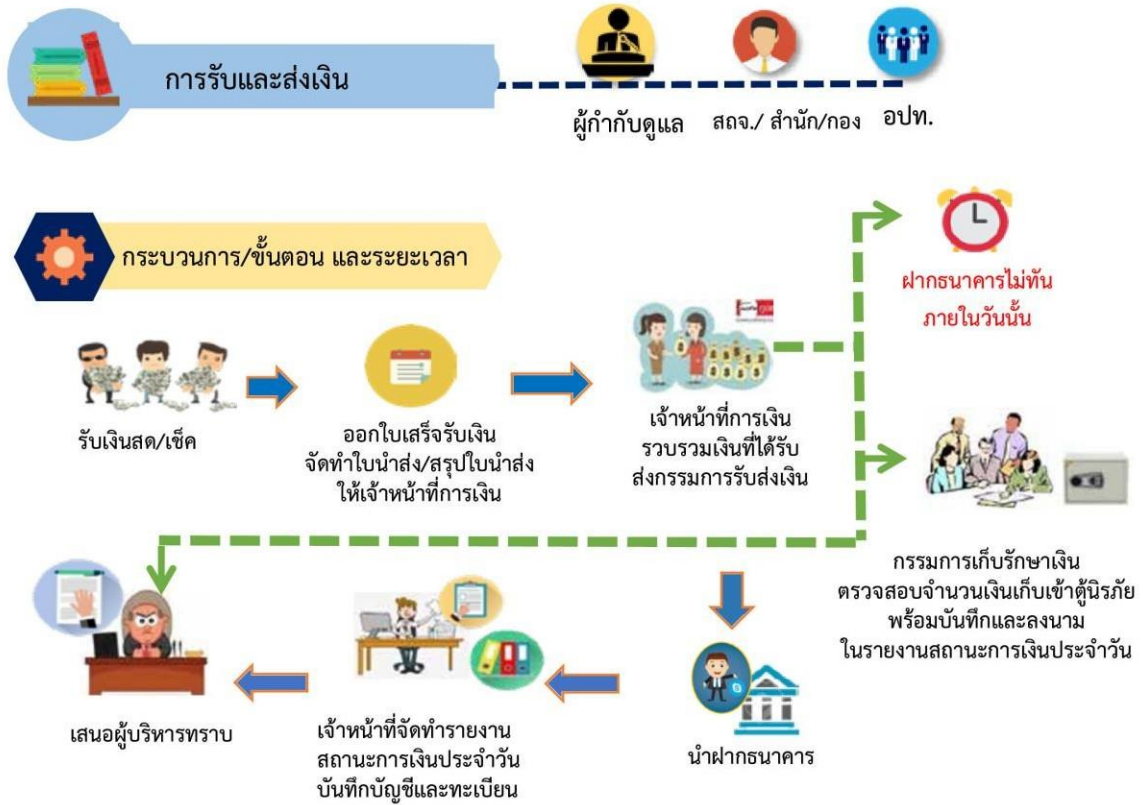 การรับและส่งเงิน
ผู้กำกับดูแล
สถจ./ สำนัก/กอง
อปท.
กระบวนการ/ขั้นตอน และระยะเวลา
ฝากธนาคารไม่ทัน
ภายในวันนั้น
รับเงินสด/เช็ค
ออกใบเสร็จรับเงิน
จัดทำใบนำส่ง/สรุปใบนำส่ง
ให้เจ้าหน้าที่การเงิน
เจ้าหน้าที่การเงิน
รวบรวมเงินที่ได้รับ
ส่งกรรมการรับส่งเงิน
กรรมการเก็บรักษาเงิน
ตรวจสอบจำนวนเงินเก็บเข้าตู้นิรภัย
พร้อมบันทึกและลงนาม
ในรายงานสถานะการเงินประจำวัน
เสนอผู้บริหารทราบ
เจ้าหน้าที่จัดทำรายงาน
สถานะการเงินประจำวัน
บันทึกบัญชีและทะเบียน
นำฝากธนาคาร